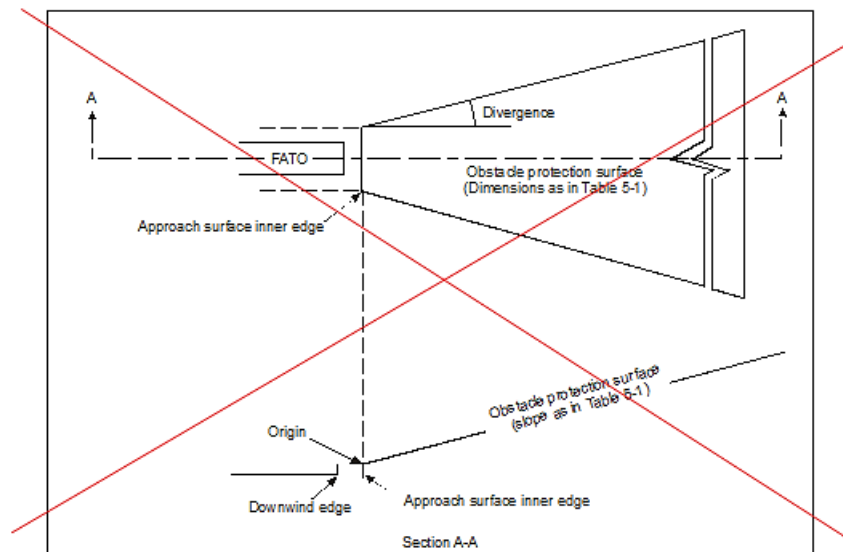 A
A
Divergence
FATO
Obstacle protection surface
(Dimensions as in Table 5-1)
Approach surface inner edge
Obstacle protection surface
(slope as in Table 5-1)
Origin
Downwind edge
Approach surface inner edge
Section A-A